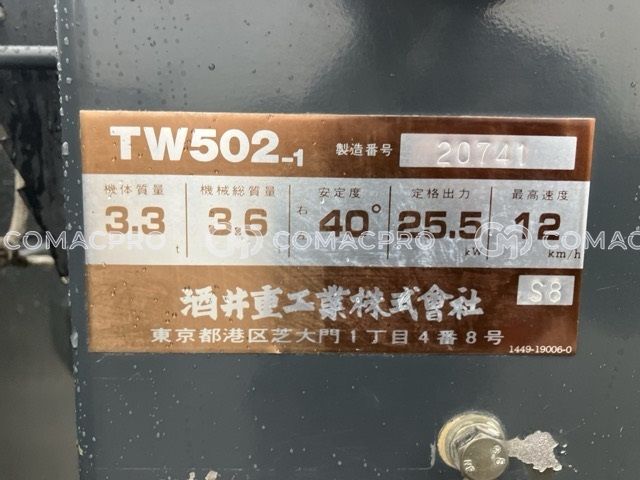 TW502-1 製造番号 20741
機体質量 機械総質量 安定度 定格出力 最高速度
3.3 t 3.6 t 右 40° 25.5 kW 12 km/h
COMACPRO COMACPRO COMACPRO
酒井重工業株式會社 S8
東京都港区芝大門1丁目4番8号
1449-19006-0